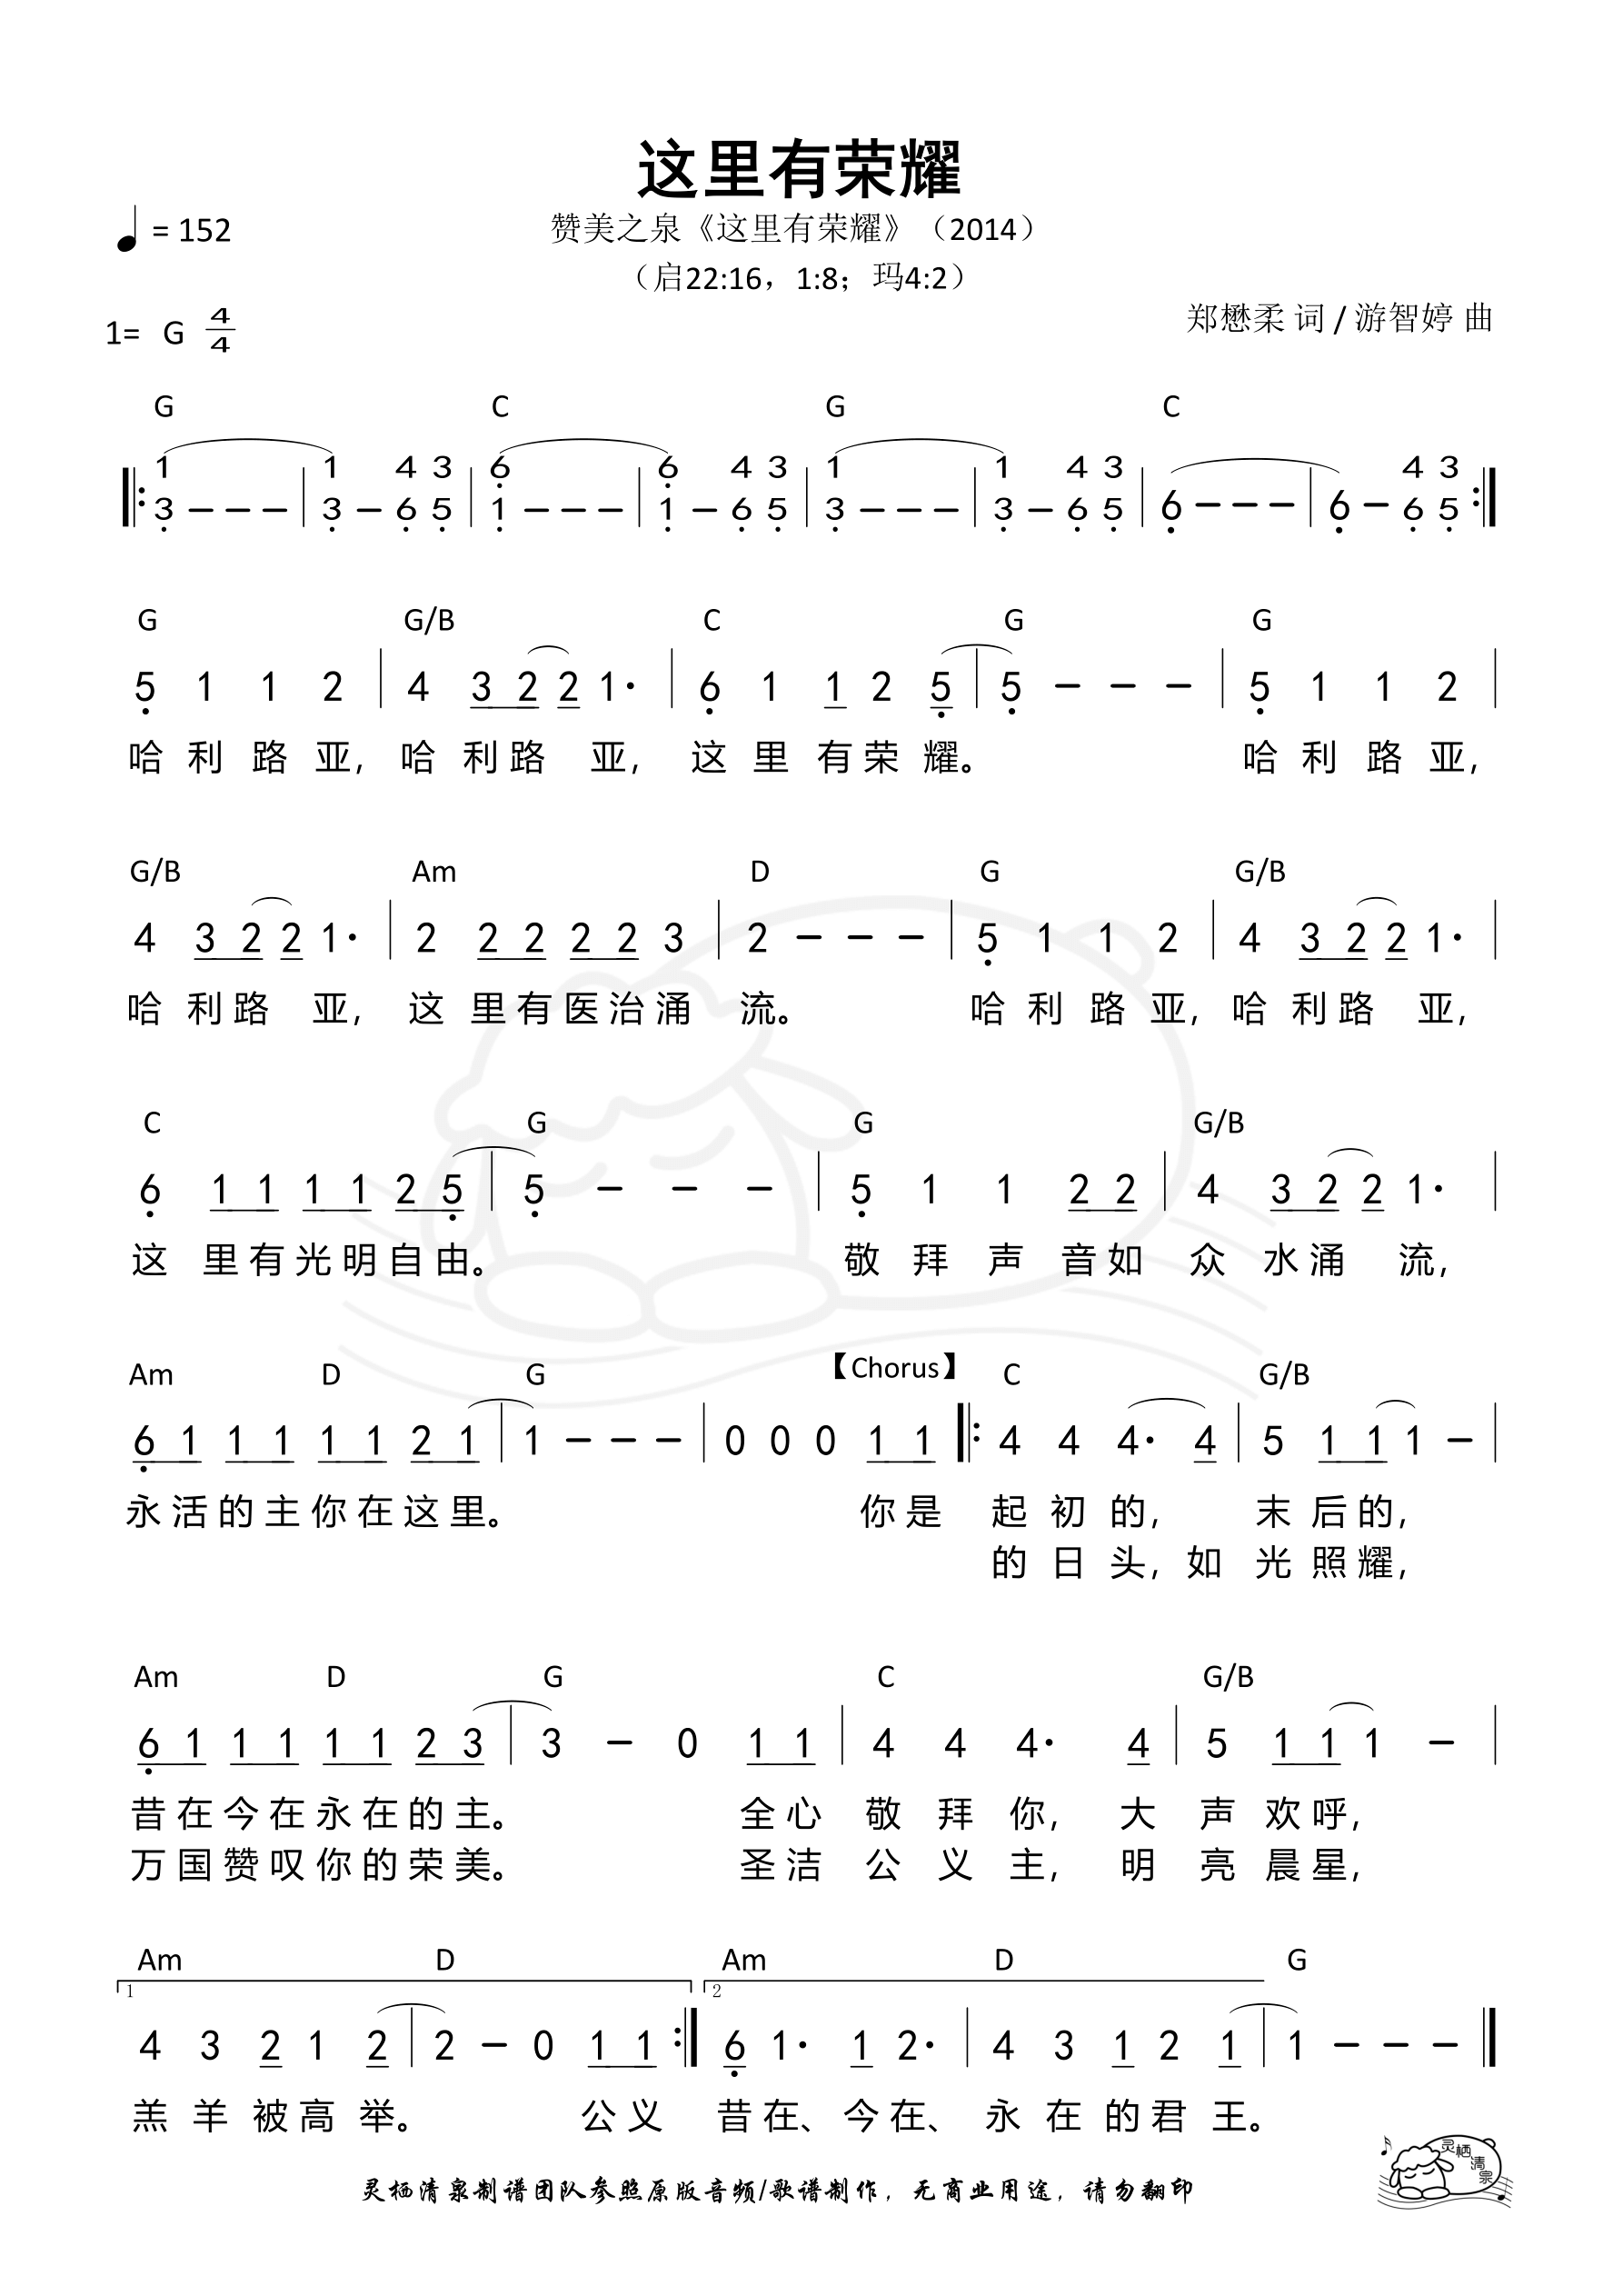 这里有荣耀
♩ = 152
赞美之泉《这里有荣耀》（2014）
（启22:16，1:8；玛4:2）
1= G 4/4
郑懋柔 词 / 游智婷 曲
G C G C
1 1 4 3 6 6 4 3 1 1 4 3 4 3
3 – – – 3 – 6 5 1 – – – 1 – 6 5 3 – – – 3 – 6 5 6 – – – 6 – 6 5
G G/B C G G
5 1 1 2 4 3 2 2 1· 6 1 1 2 5 5 – – – 5 1 1 2
哈 利 路 亚， 哈 利 路 亚， 这 里 有 荣 耀。 哈 利 路 亚，
G/B Am D G G/B
4 3 2 2 1· 2 2 2 2 2 3 2 – – – 5 1 1 2 4 3 2 2 1·
哈 利 路 亚， 这 里 有 医 治 涌 流。 哈 利 路 亚， 哈 利 路 亚，
C G G G/B
6 1 1 1 1 2 5 5 – – – 5 1 1 2 2 4 3 2 2 1·
这 里 有 光 明 自 由。 敬 拜 声 音 如 众 水 涌 流，
Am D G 【Chorus】 C G/B
6 1 1 1 1 1 2 1 1 – – – 0 0 0 1 1 4 4 4· 4 5 1 1 1 –
永 活 的 主 你 在 这 里。 你 是 起 初 的， 末 后 的，
的 日 头， 如 光 照 耀，
Am D G C G/B
6 1 1 1 1 1 2 3 3 – 0 1 1 4 4 4· 4 5 1 1 1 –
昔 在 今 在 永 在 的 主。 全 心 敬 拜 你， 大 声 欢 呼，
万 国 赞 叹 你 的 荣 美。 圣 洁 公 义 主， 明 亮 晨 星，
Am D Am D G
1 2
4 3 2 1 2 2 – 0 1 1 6 1· 1 2· 4 3 1 2 1 1 – – –
羔 羊 被 高 举。 公 义 昔 在、 今 在、 永 在 的 君 王。
灵栖清泉
灵栖清泉制谱团队参照原版音频/歌谱制作，无商业用途，请勿翻印